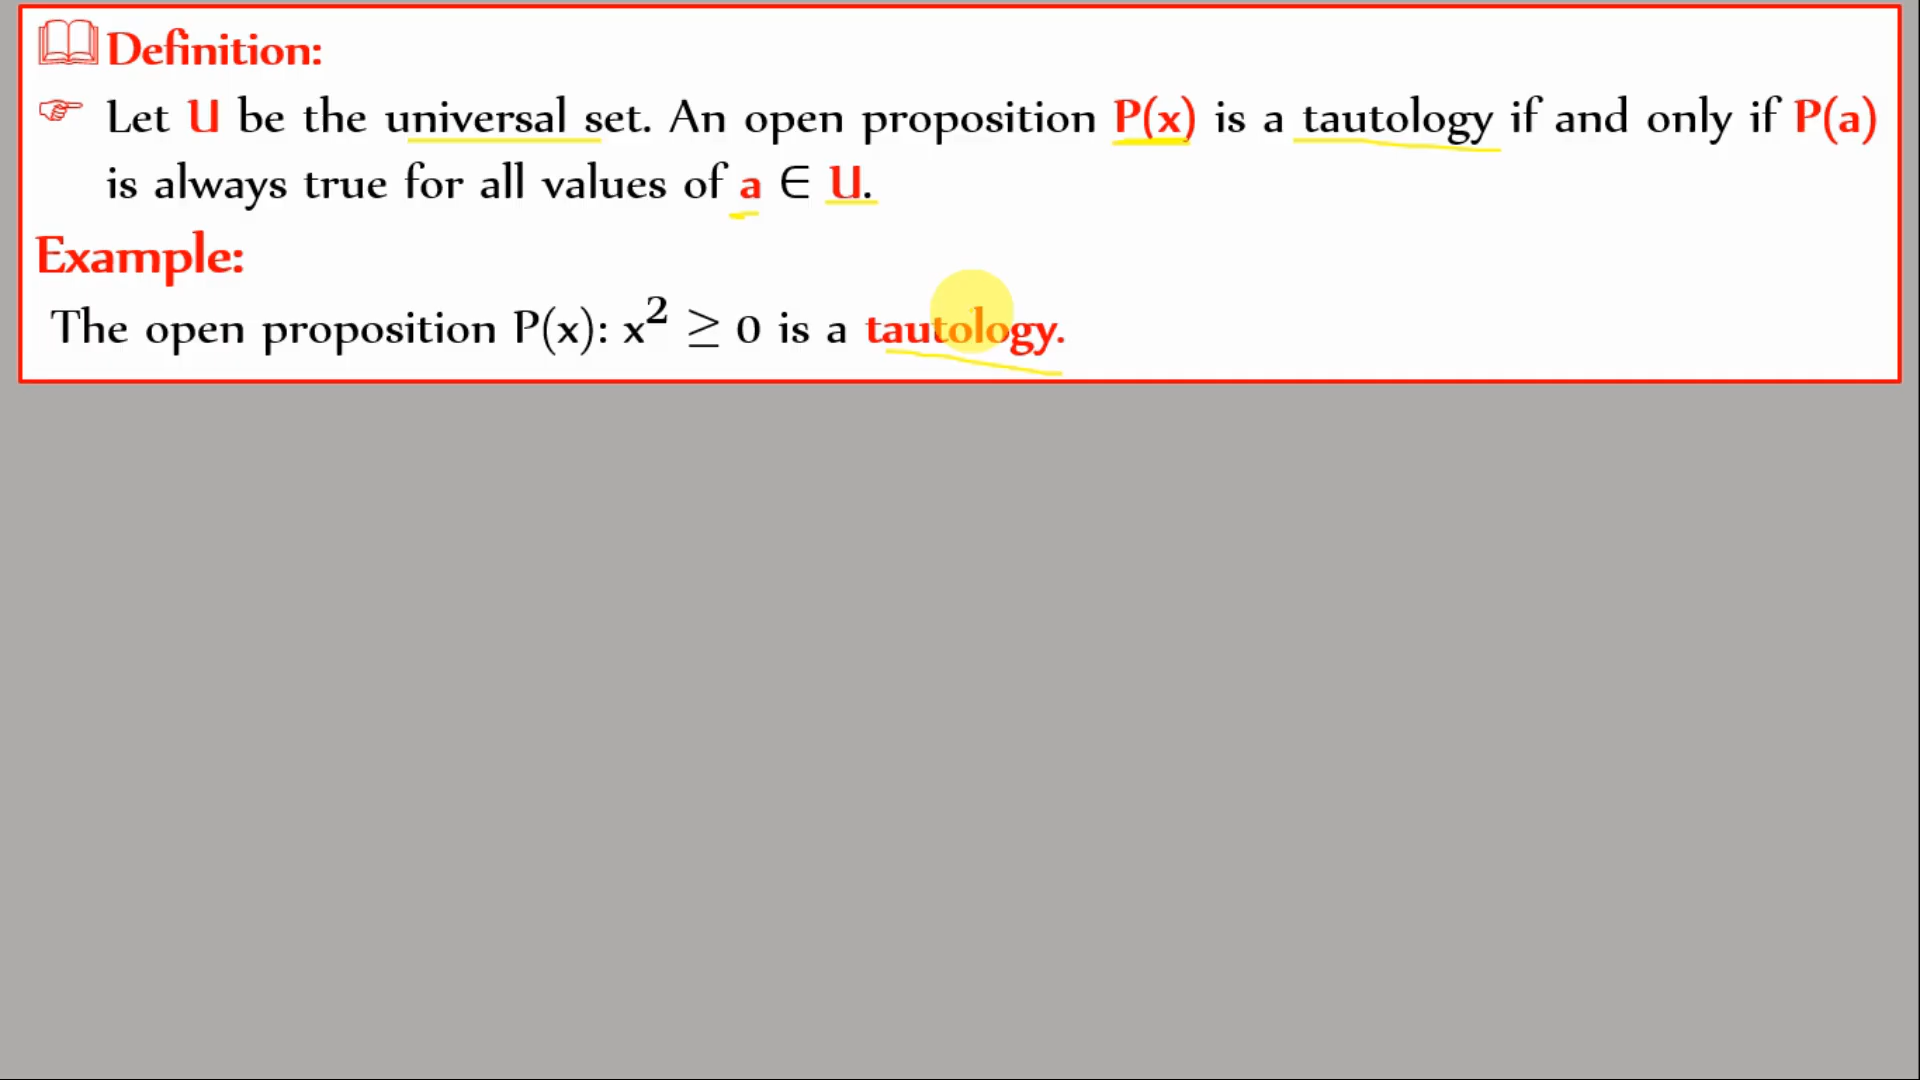 Definition:
Let U be the universal set. An open proposition P(x) is a tautology if and only if P(a)
is always true for all values of a ∈ U.
Example:
The open proposition P(x): x² ≥ 0 is a tautology.